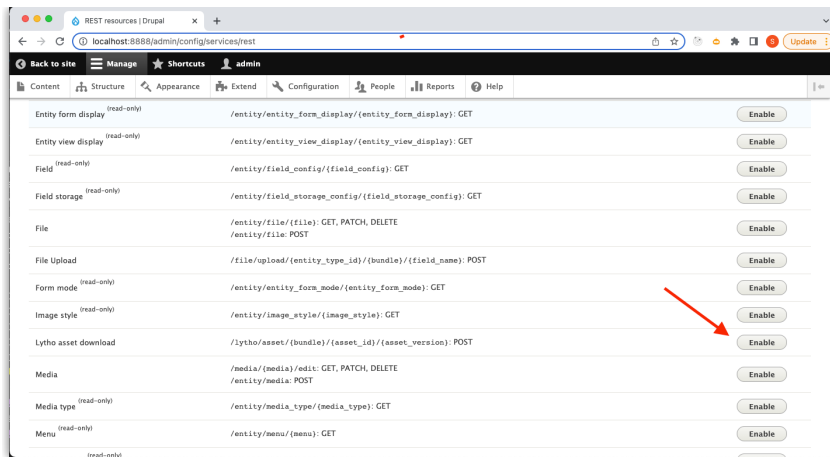 REST resources | Drupal
localhost:8888/admin/config/services/rest
S Update
Back to site Manage Shortcuts admin
Content Structure Appearance Extend Configuration People Reports Help
Entity form display (read-only) /entity/entity_form_display/{entity_form_display}: GET Enable
Entity view display (read-only) /entity/entity_view_display/{entity_view_display}: GET Enable
Field (read-only) /entity/field_config/{field_config}: GET Enable
Field storage (read-only) /entity/field_storage_config/{field_storage_config}: GET Enable
File /entity/file/{file}: GET, PATCH, DELETE Enable
/entity/file: POST
File Upload /file/upload/{entity_type_id}/{bundle}/{field_name}: POST Enable
Form mode (read-only) /entity/entity_form_mode/{entity_form_mode}: GET Enable
Image style (read-only) /entity/image_style/{image_style}: GET Enable
Lytho asset download /lytho/asset/{bundle}/{asset_id}/{asset_version}: POST Enable
Media /media/{media}/edit: GET, PATCH, DELETE Enable
/entity/media: POST
Media type (read-only) /entity/media_type/{media_type}: GET Enable
Menu (read-only) /entity/menu/{menu}: GET Enable
(read-only)